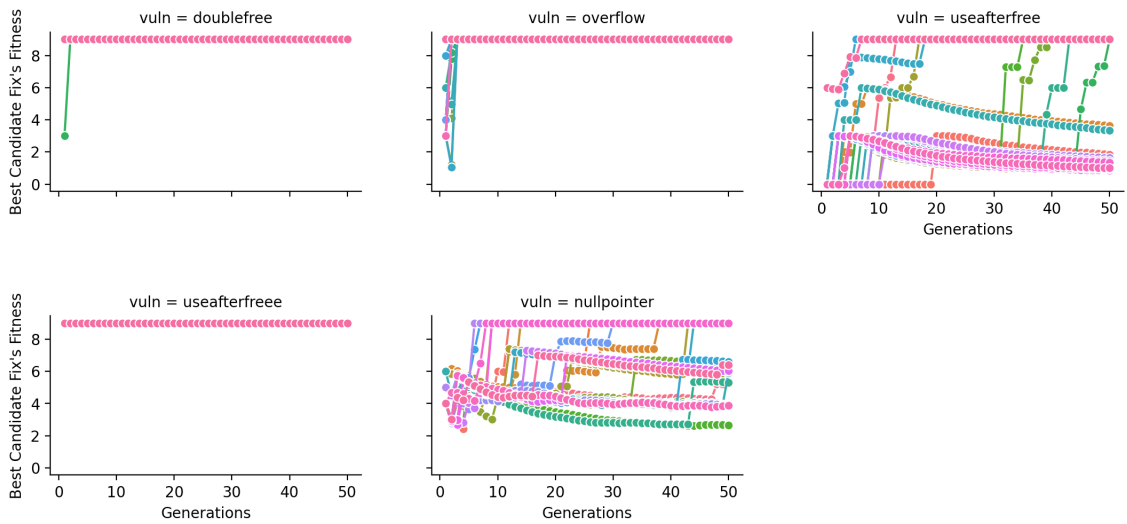 vuln = doublefree
vuln = overflow
vuln = useafterfree
Best Candidate Fix's Fitness
8
6
4
2
0
0 10 20 30 40 50
Generations
vuln = useafterfreee
vuln = nullpointer
Best Candidate Fix's Fitness
8
6
4
2
0
0 10 20 30 40 50
0 10 20 30 40 50
Generations
Generations